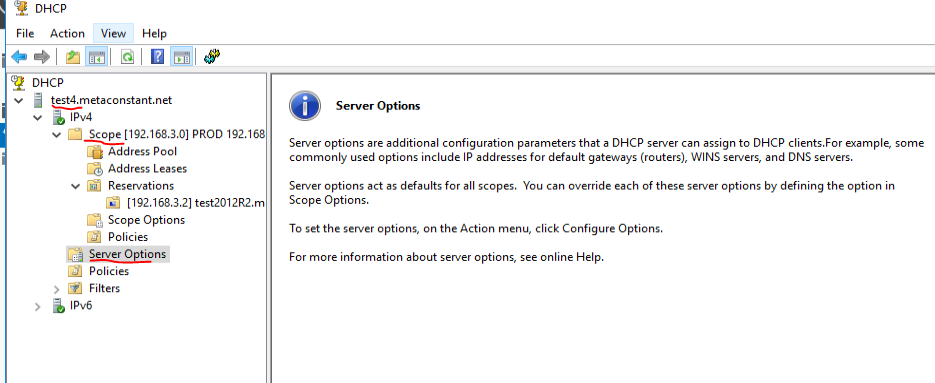 DHCP
File Action View Help
DHCP
test4.metaconstant.net
IPv4
Scope [192.168.3.0] PROD 192.168
Address Pool
Address Leases
Reservations
[192.168.3.2] test2012R2.m
Scope Options
Policies
Server Options
Policies
Filters
IPv6
Server Options
Server options are additional configuration parameters that a DHCP server can assign to DHCP clients.For example, some
commonly used options include IP addresses for default gateways (routers), WINS servers, and DNS servers.
Server options act as defaults for all scopes. You can override each of these server options by defining the option in
Scope Options.
To set the server options, on the Action menu, click Configure Options.
For more information about server options, see online Help.